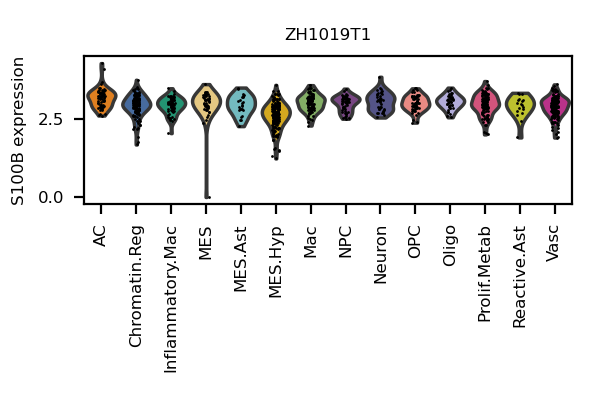 ZH1019T1
S100B expression
2.5
0.0
AC
Chromatin.Reg
Inflammatory.Mac
MES
MES.Ast
MES.Hyp
Mac
NPC
Neuron
OPC
Oligo
Prolif.Metab
Reactive.Ast
Vasc